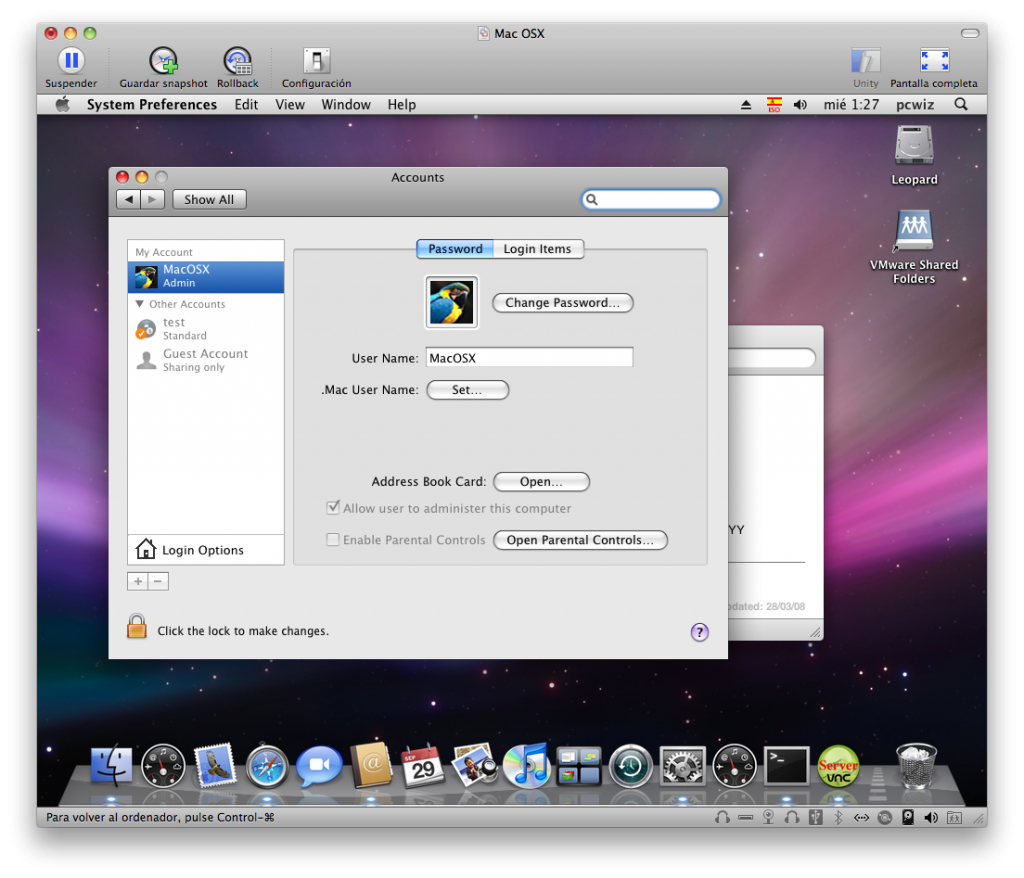 Mac OSX
Suspender
Guardar snapshot
Rollback
Configuración
Unity
Pantalla completa
System Preferences Edit View Window Help
ISO
mié 1:27 pcwiz
Leopard
VMware Shared
Folders
Accounts
Show All
My Account
MacOSX
Admin
Other Accounts
test
Standard
Guest Account
Sharing only
Login Options
+ −
Password Login Items
Change Password...
User Name: MacOSX
.Mac User Name: Set...
Address Book Card: Open...
Allow user to administer this computer
Enable Parental Controls Open Parental Controls...
Click the lock to make changes.
?
YY
pdated: 28/03/08
SEP
29
@
>_
Server
VNC
Para volver al ordenador, pulse Control-⌘